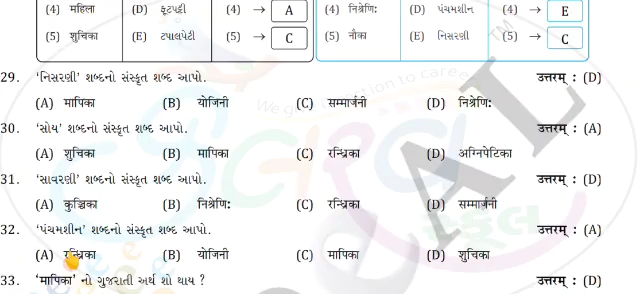 (4) महिला (D) ફૂટપટ્ટી (4) → A (4) निश्रेणिः (D) પંચમશીન (4) → E
(5) शुचिका (E) ટપાલપેટી (5) → C (5) नौका (E) નિસરણી (5) → C
29. ‘નિસરણી’ શબ્દનો સંસ્કૃત શબ્દ આપો. उत्तरम् : (D)
(A) मापिका (B) योजिनी (C) सम्मार्जनी (D) निश्रेणिः
30. ‘સોય’ શબ્દનો સંસ્કૃત શબ્દ આપો. उत्तरम् : (A)
(A) शुचिका (B) मापिका (C) रन्ध्रिका (D) अग्निपेटिका
31. ‘સાવરણી’ શબ્દનો સંસ્કૃત શબ્દ આપો. उत्तरम् : (D)
(A) कुञ्चिका (B) निश्रेणिः (C) रन्ध्रिका (D) सम्मार्जनी
32. ‘પંચમશીન’ શબ્દનો સંસ્કૃત શબ્દ આપો. उत्तरम् : (A)
(A) रन्ध्रिका (B) योजिनी (C) मापिका (D) शुचिका
33. ‘मापिका’ નો ગુજરાતી અર્થ શો થાય ? उत्तरम् : (D)